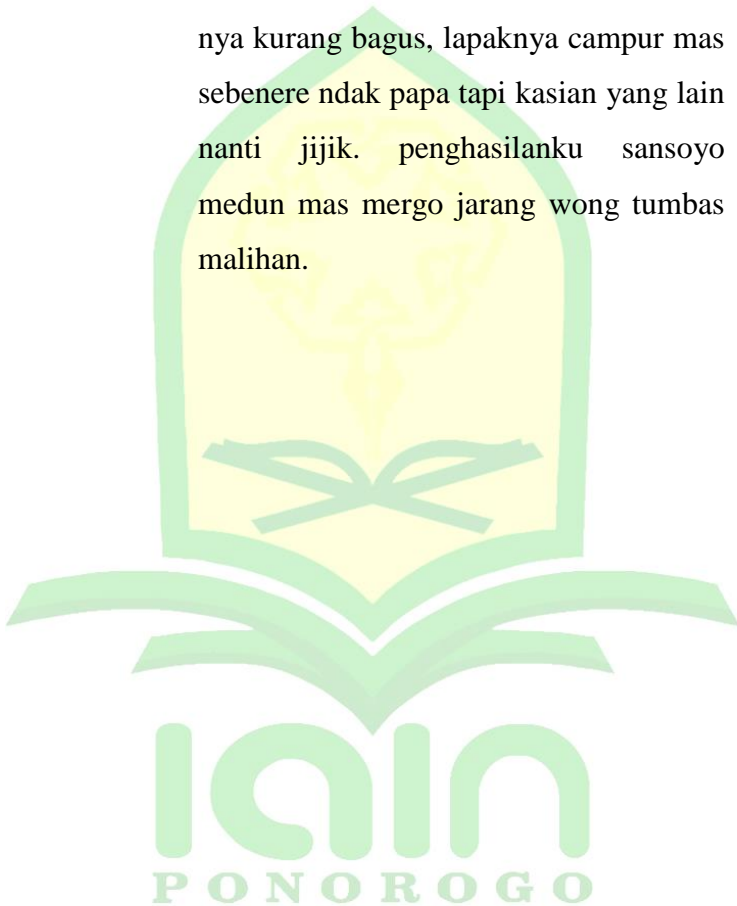 nya kurang bagus, lapaknya campur mas
sebenere ndak papa tapi kasian yang lain
nanti jijik. penghasilanku sansoyo
medun mas mergo jarang wong tumbas
malihan.
iain
PONOROGO